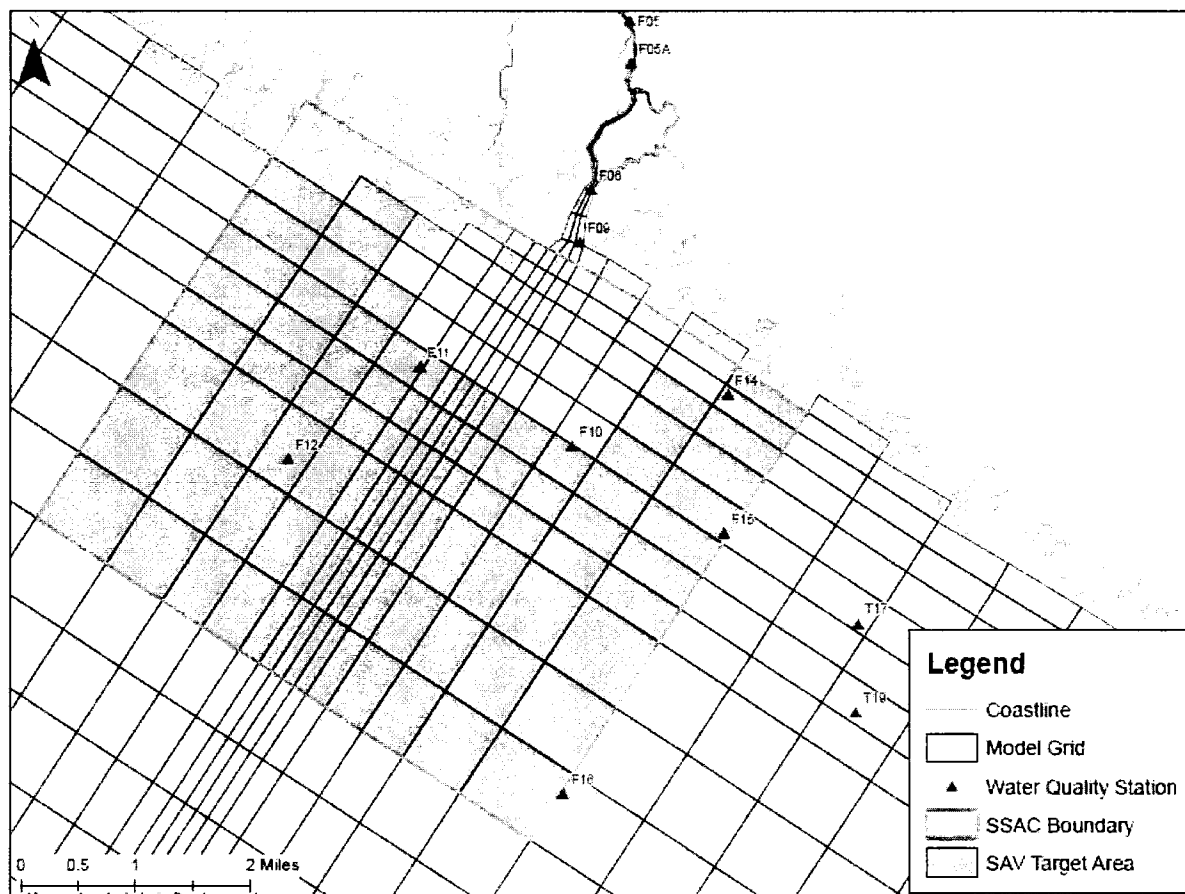 F05
F05A
F06
F09
E11
F14
F10
F12
F15
T17
T19
F16
Legend
Coastline
Model Grid
Water Quality Station
SSAC Boundary
SAV Target Area
0 0.5 1 2 Miles